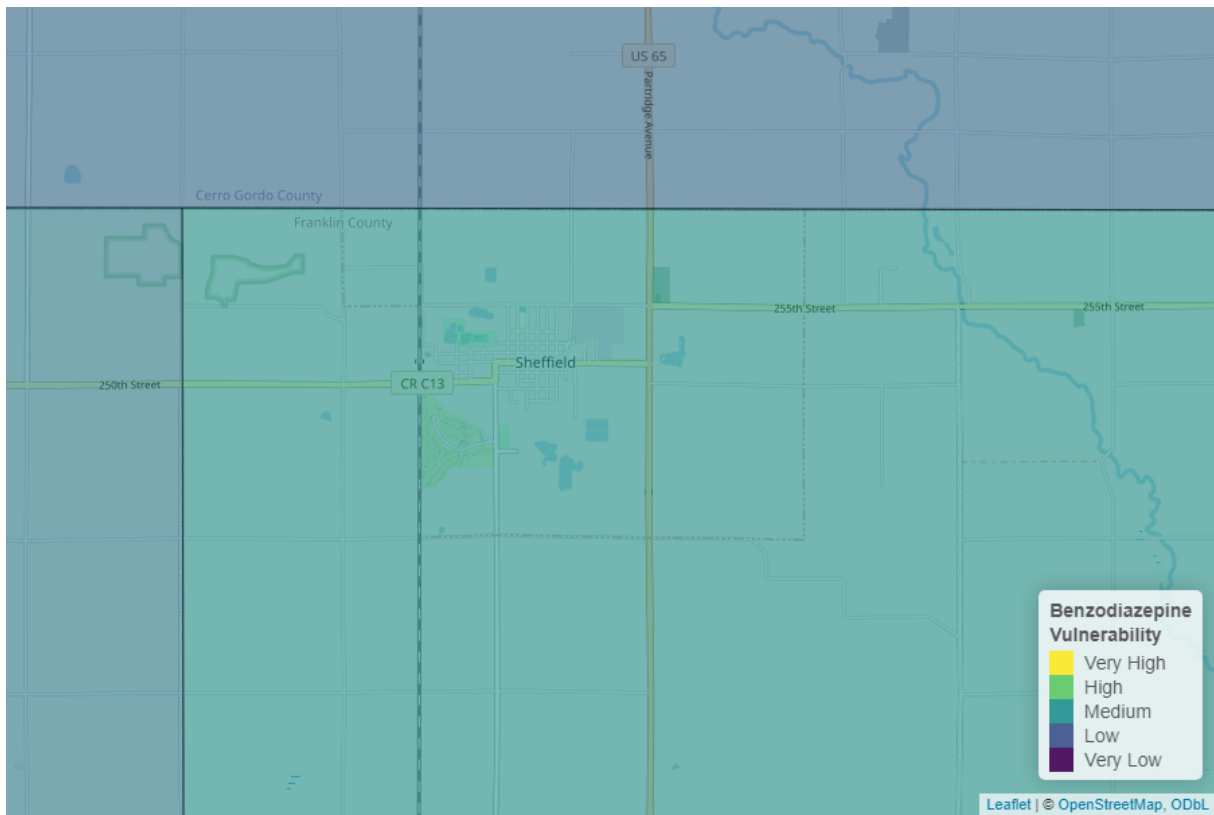 US 65
Partridge Avenue
Cerro Gordo County
Franklin County
255th Street
255th Street
Sheffield
250th Street
CR C13
Benzodiazepine
Vulnerability
Very High
High
Medium
Low
Very Low
Leaflet | © OpenStreetMap, ODbL